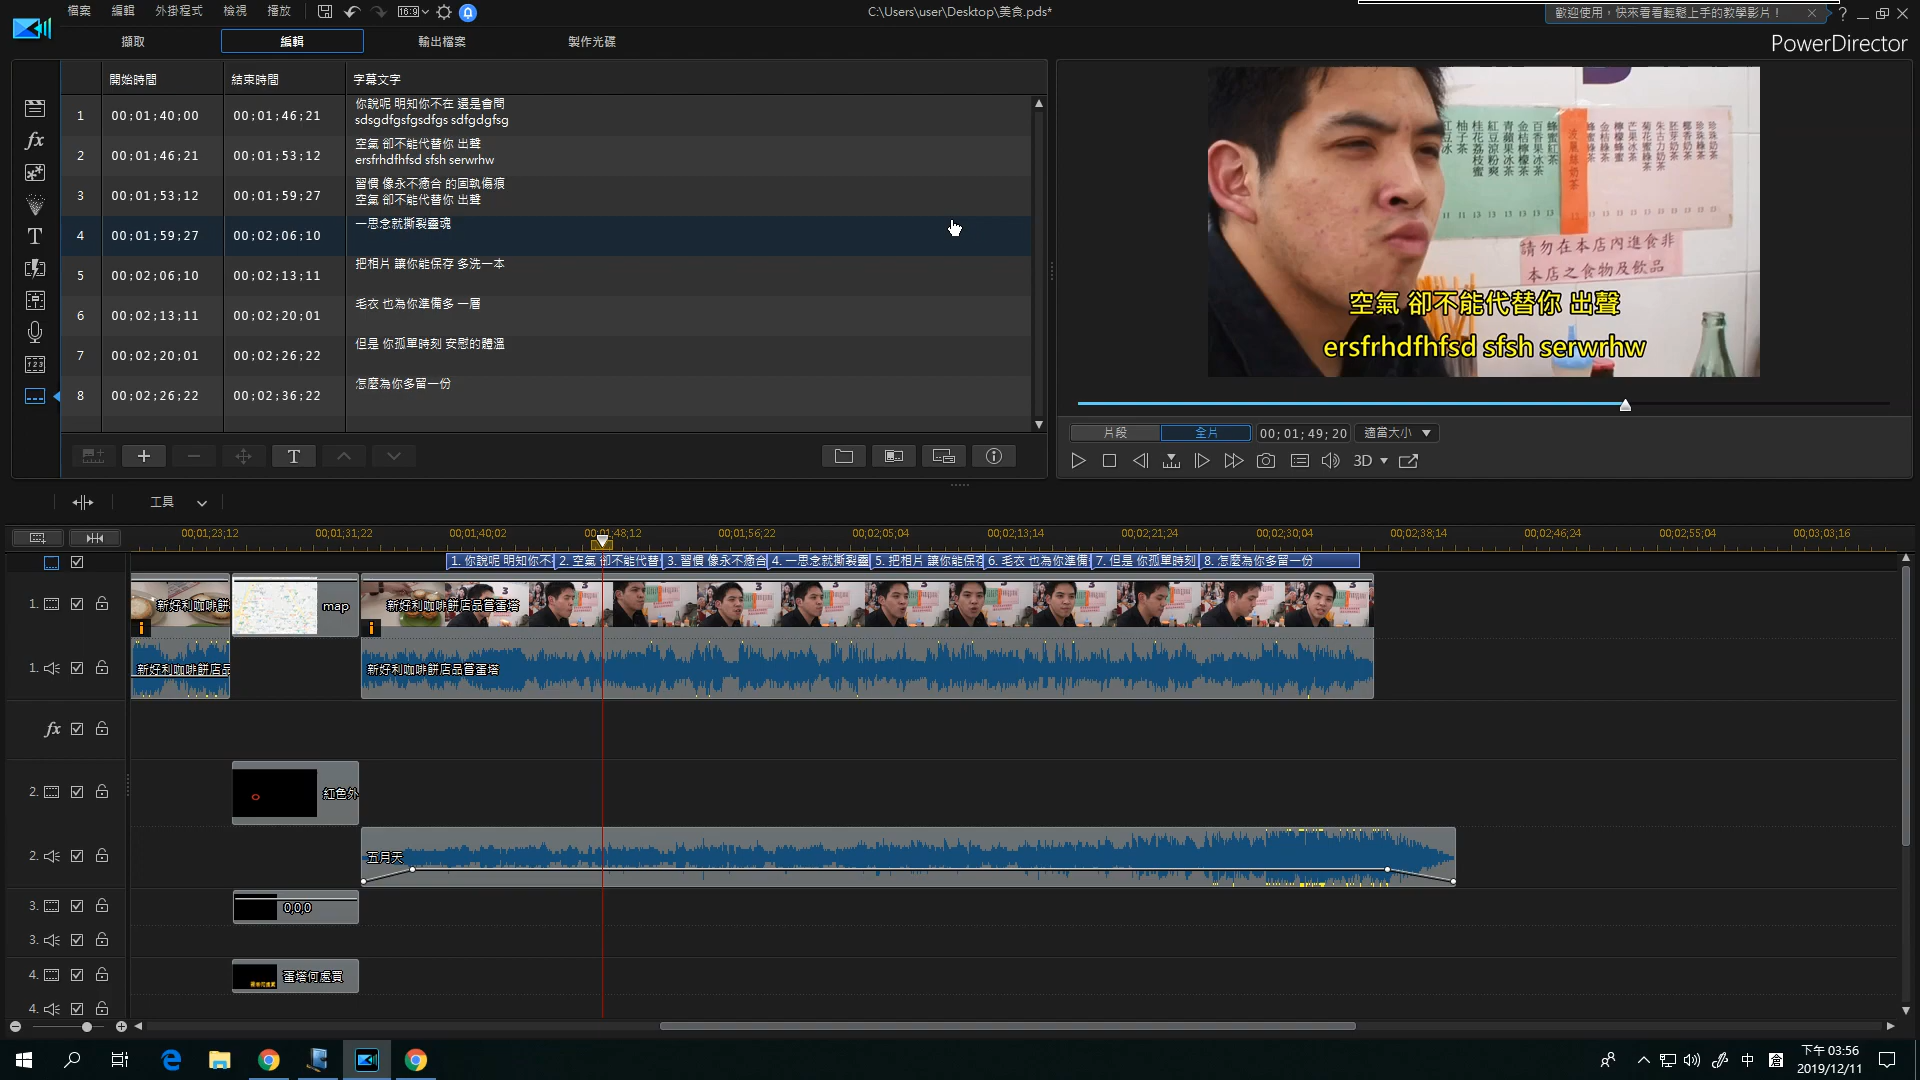 檔案 編輯 外掛程式 檢視 播放 16:9 C:\Users\user\Desktop\美食.pds* 歡迎使用，快來看看輕鬆上手的教學影片！
擷取 編輯 輸出檔案 製作光碟 PowerDirector
開始時間 結束時間 字幕文字
1 00;01;40;00 00;01;46;21 你說呢 明知你不在 還是會問
sdsgdfgsfgsdfgs sdfgdgfsg
2 00;01;46;21 00;01;53;12 空氣 卻不能代替你 出聲
ersfrhdfhfsd sfsh serwrhw
3 00;01;53;12 00;01;59;27 習慣 像永不癒合 的固執傷痕
空氣 卻不能代替你 出聲
4 00;01;59;27 00;02;06;10 一思念就撕裂靈魂
5 00;02;06;10 00;02;13;11 把相片 讓你能保存 多洗一本
6 00;02;13;11 00;02;20;01 毛衣 也為你準備多 一層
7 00;02;20;01 00;02;26;22 但是 你孤單時刻 安慰的體溫
8 00;02;26;22 00;02;36;22 怎麼為你多留一份
請勿在本店內進食非
本店之食物及飲品
空氣 卻不能代替你 出聲
ersfrhdfhfsd sfsh serwrhw
片段 全片 00;01;49;20 適當大小
3D
工具
00;01;23;12 00;01;31;22 00;01;40;02 00;01;48;12 00;01;56;22 00;02;05;04 00;02;13;14 00;02;21;24 00;02;30;04 00;02;38;14 00;02;46;24 00;02;55;04 00;03;03;16
1. 你說呢 明知你不 2. 空氣 卻不能代替 3. 習慣 像永不癒合 4. 一思念就撕裂靈 5. 把相片 讓你能保存 6. 毛衣 也為你準備 7. 但是 你孤單時刻 8. 怎麼為你多留一份
1. 新好利咖啡餅 map 新好利咖啡餅店品嘗蛋塔
1. 新好利咖啡餅店品 新好利咖啡餅店品嘗蛋塔
fx
2. 紅色外
2. 五月天
3. 0,0,0
3.
4. 蛋塔何處買
4.
中 下午 03:56
2019/12/11